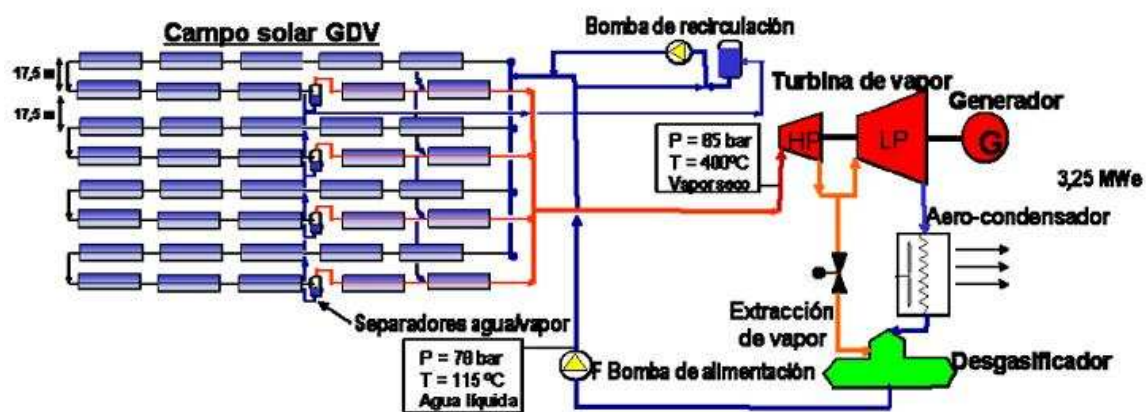 Campo solar GDV
Bomba de recirculación
17,5 m
17,5 m
Turbina de vapor
Generador
P = 65 bar
T = 400ºC
Vapor seco
HP
LP
G
3,25 MWe
Aero-condensador
Extracción
de vapor
Separadores agua/vapor
P = 78 bar
T = 115 ºC
Agua líquida
F Bomba de alimentación
Desgasificador